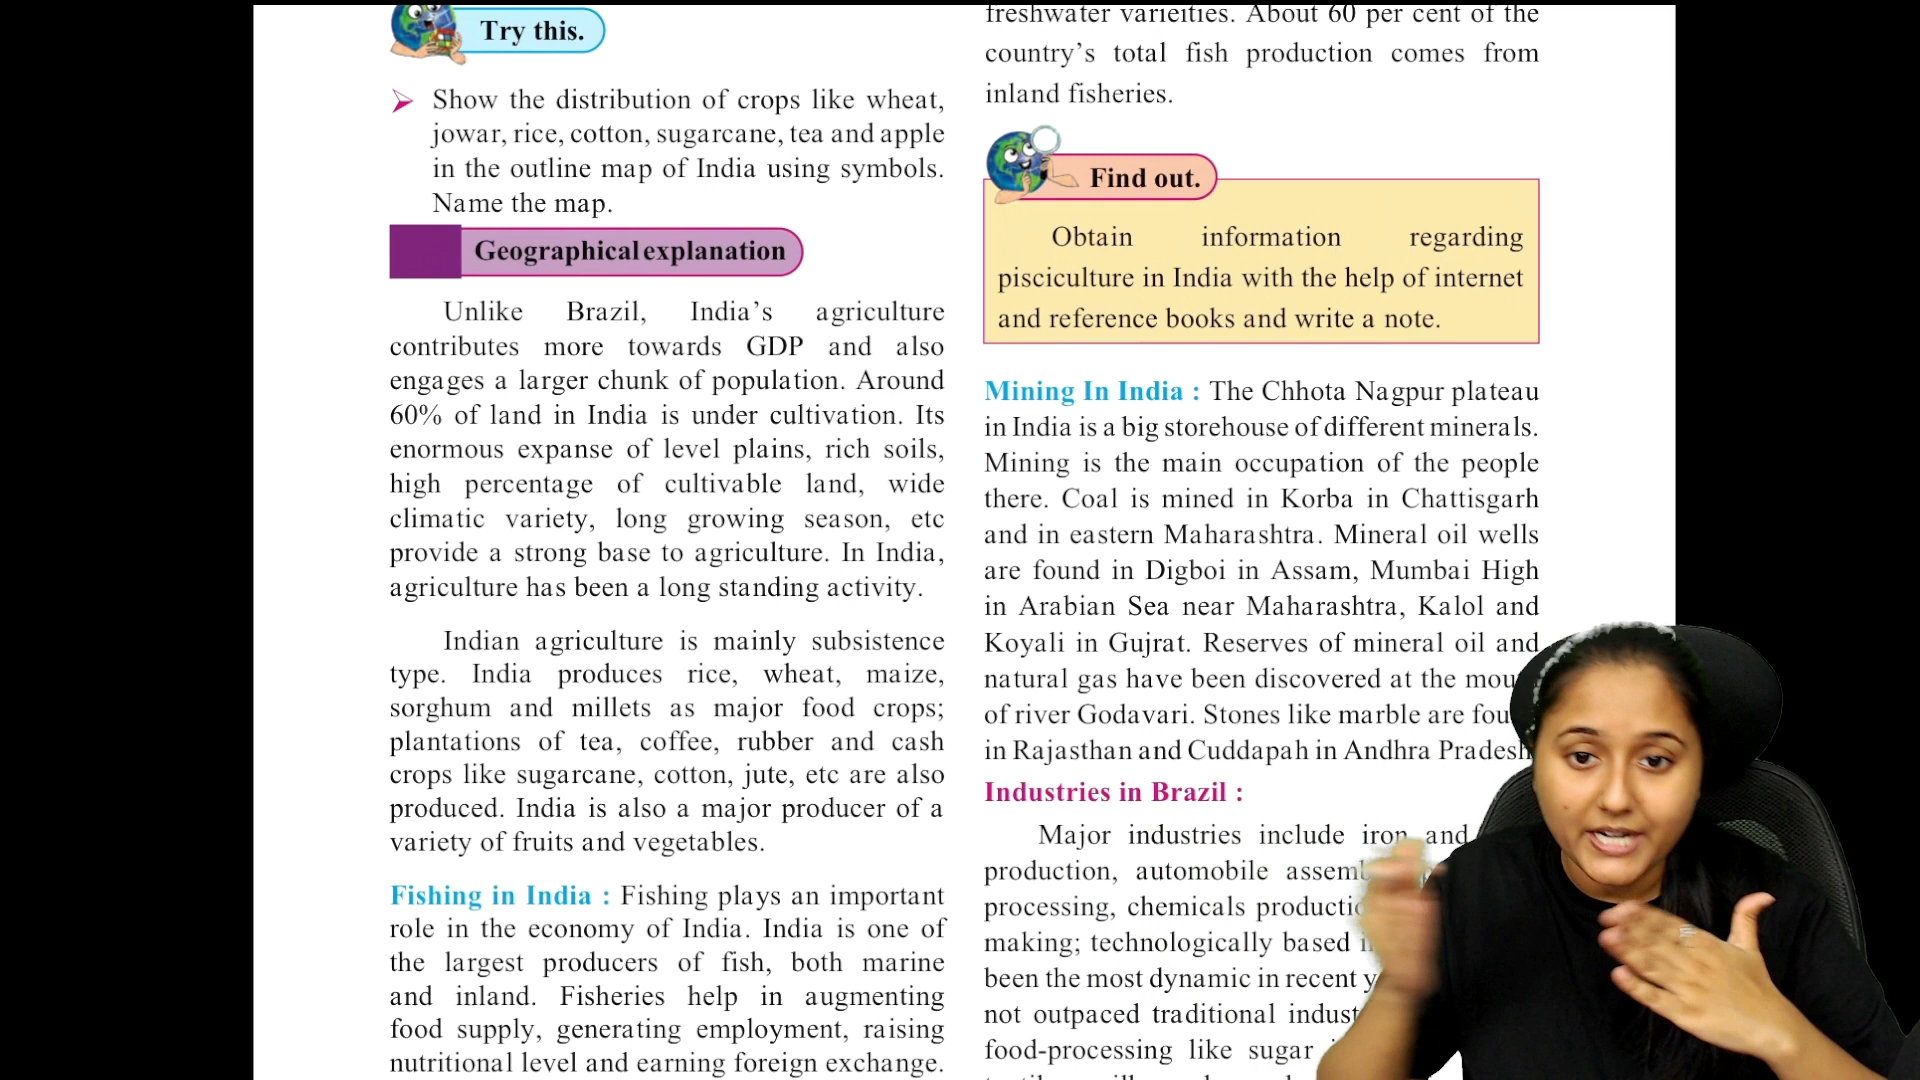 Try this.
Show the distribution of crops like wheat,
jowar, rice, cotton, sugarcane, tea and apple
in the outline map of India using symbols.
Name the map.
Geographical explanation
Unlike Brazil, India's agriculture
contributes more towards GDP and also
engages a larger chunk of population. Around
60% of land in India is under cultivation. Its
enormous expanse of level plains, rich soils,
high percentage of cultivable land, wide
climatic variety, long growing season, etc
provide a strong base to agriculture. In India,
agriculture has been a long standing activity.
Indian agriculture is mainly subsistence
type. India produces rice, wheat, maize,
sorghum and millets as major food crops;
plantations of tea, coffee, rubber and cash
crops like sugarcane, cotton, jute, etc are also
produced. India is also a major producer of a
variety of fruits and vegetables.
Fishing in India : Fishing plays an important
role in the economy of India. India is one of
the largest producers of fish, both marine
and inland. Fisheries help in augmenting
food supply, generating employment, raising
nutritional level and earning foreign exchange.
freshwater varieities. About 60 per cent of the
country's total fish production comes from
inland fisheries.
Find out.
Obtain information regarding
pisciculture in India with the help of internet
and reference books and write a note.
Mining In India : The Chhota Nagpur plateau
in India is a big storehouse of different minerals.
Mining is the main occupation of the people
there. Coal is mined in Korba in Chattisgarh
and in eastern Maharashtra. Mineral oil wells
are found in Digboi in Assam, Mumbai High
in Arabian Sea near Maharashtra, Kalol and
Koyali in Gujrat. Reserves of mineral oil and
natural gas have been discovered at the
of river Godavari. Stones like marble are
in Rajasthan and Cuddapah in Andhra Pradesh
Industries in Brazil :
Major industries include iron and
production, automobile
processing, chemicals
making; technologically based
been the most dynamic in recent
not outpaced traditional
food-processing like sugar